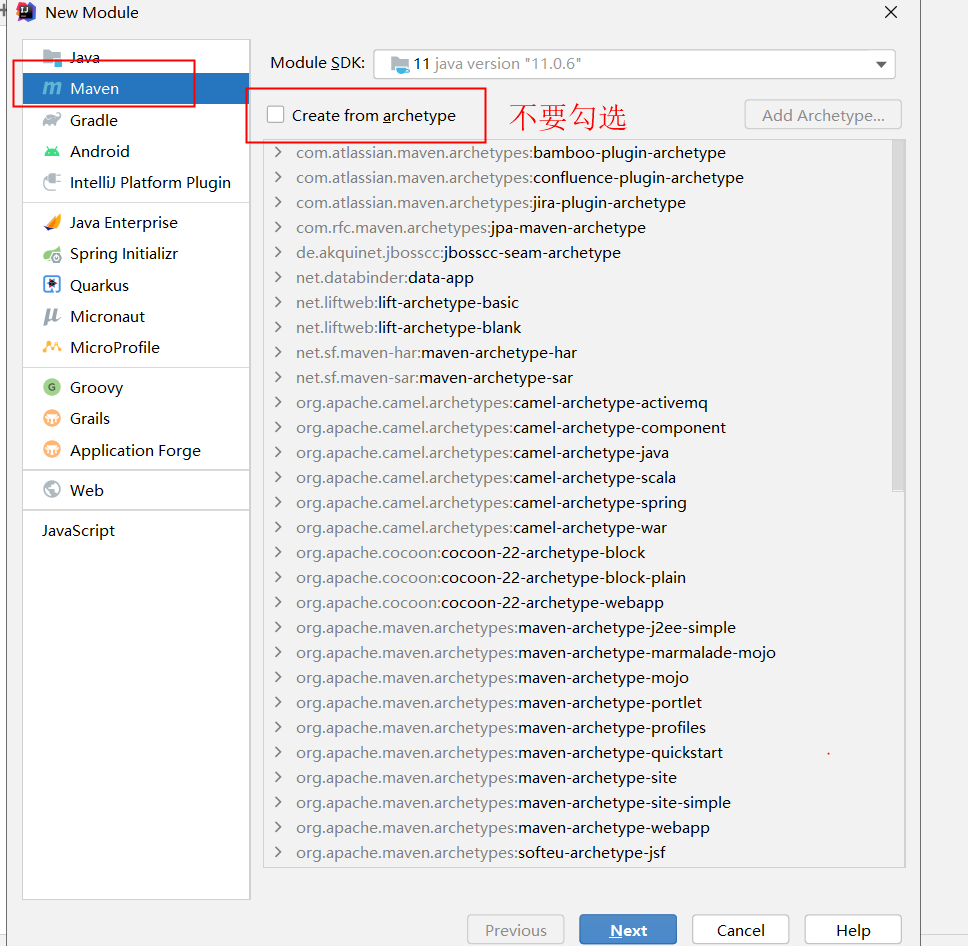 New Module
Java
Maven
Gradle
Android
IntelliJ Platform Plugin
Java Enterprise
Spring Initializr
Quarkus
Micronaut
MicroProfile
Groovy
Grails
Application Forge
Web
JavaScript
Module SDK: 11 java version "11.0.6"
Create from archetype 不要勾选 Add Archetype...
com.atlassian.maven.archetypes:bamboo-plugin-archetype
com.atlassian.maven.archetypes:confluence-plugin-archetype
com.atlassian.maven.archetypes:jira-plugin-archetype
com.rfc.maven.archetypes:jpa-maven-archetype
de.akquinet.jbosscc:jbosscc-seam-archetype
net.databinder:data-app
net.liftweb:lift-archetype-basic
net.liftweb:lift-archetype-blank
net.sf.maven-har:maven-archetype-har
net.sf.maven-sar:maven-archetype-sar
org.apache.camel.archetypes:camel-archetype-activemq
org.apache.camel.archetypes:camel-archetype-component
org.apache.camel.archetypes:camel-archetype-java
org.apache.camel.archetypes:camel-archetype-scala
org.apache.camel.archetypes:camel-archetype-spring
org.apache.camel.archetypes:camel-archetype-war
org.apache.cocoon:cocoon-22-archetype-block
org.apache.cocoon:cocoon-22-archetype-block-plain
org.apache.cocoon:cocoon-22-archetype-webapp
org.apache.maven.archetypes:maven-archetype-j2ee-simple
org.apache.maven.archetypes:maven-archetype-marmalade-mojo
org.apache.maven.archetypes:maven-archetype-mojo
org.apache.maven.archetypes:maven-archetype-portlet
org.apache.maven.archetypes:maven-archetype-profiles
org.apache.maven.archetypes:maven-archetype-quickstart
org.apache.maven.archetypes:maven-archetype-site
org.apache.maven.archetypes:maven-archetype-site-simple
org.apache.maven.archetypes:maven-archetype-webapp
org.apache.maven.archetypes:softeu-archetype-jsf
Previous Next Cancel Help